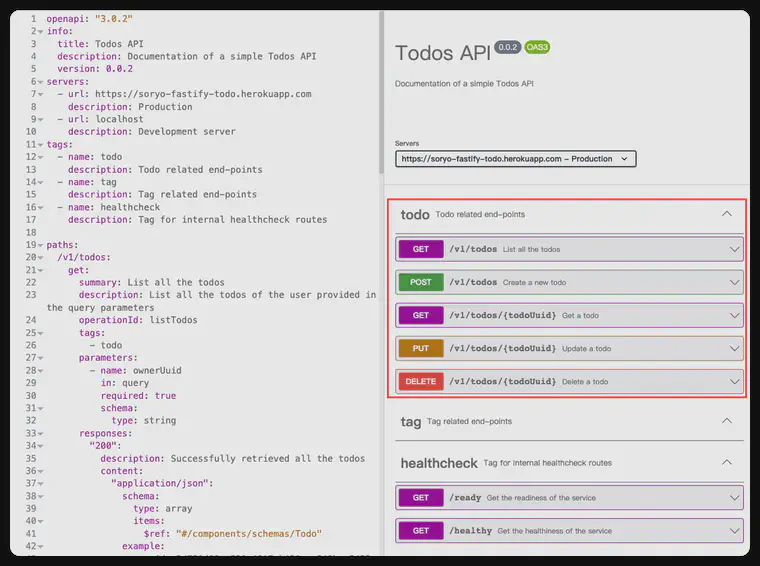 1 openapi: "3.0.2"
2 info:
3 title: Todos API
4 description: Documentation of a simple Todos API
5 version: 0.0.2
6 servers:
7 - url: https://soryo-fastify-todo.herokuapp.com
8 description: Production
9 - url: localhost
10 description: Development server
11 tags:
12 - name: todo
13 description: Todo related end-points
14 - name: tag
15 description: Tag related end-points
16 - name: healthcheck
17 description: Tag for internal healthcheck routes
18
19 paths:
20 /v1/todos:
21 get:
22 summary: List all the todos
23 description: List all the todos of the user provided in
the query parameters
24 operationId: listTodos
25 tags:
26 - todo
27 parameters:
28 - name: ownerUuid
29 in: query
30 required: true
31 schema:
32 type: string
33 responses:
34 "200":
35 description: Successfully retrieved all the todos
36 content:
37 "application/json":
38 schema:
39 type: array
40 items:
41 $ref: "#/components/schemas/Todo"
42 example:
Todos API 0.0.2 OAS3
Documentation of a simple Todos API
Servers
https://soryo-fastify-todo.herokuapp.com – Production
todo Todo related end-points
GET /v1/todos List all the todos
POST /v1/todos Create a new todo
GET /v1/todos/{todoUuid} Get a todo
PUT /v1/todos/{todoUuid} Update a todo
DELETE /v1/todos/{todoUuid} Delete a todo
tag Tag related end-points
healthcheck Tag for internal healthcheck routes
GET /ready Get the readiness of the service
GET /healthy Get the healthiness of the service